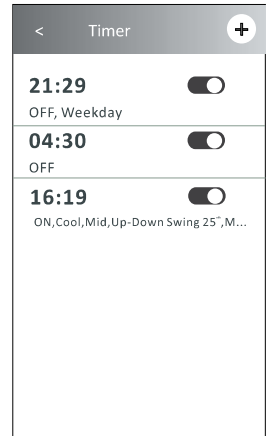 < Timer +
21:29
OFF, Weekday
04:30
OFF
16:19
ON,Cool,Mid,Up-Down Swing 25˜,M...